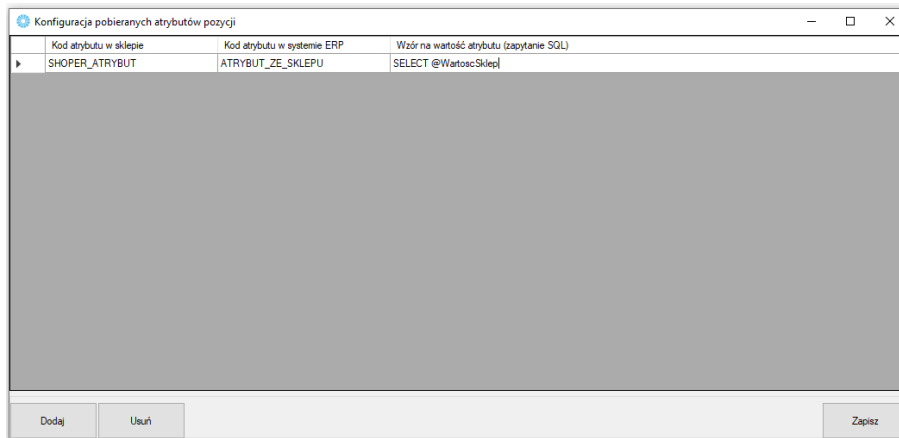 Konfiguracja pobieranych atrybutów pozycji
Kod atrybutu w sklepie Kod atrybutu w systemie ERP Wzór na wartość atrybutu (zapytanie SQL)
SHOPER_ATRYBUT ATRYBUT_ZE_SKLEPU SELECT @WartoscSklep
Dodaj Usuń Zapisz